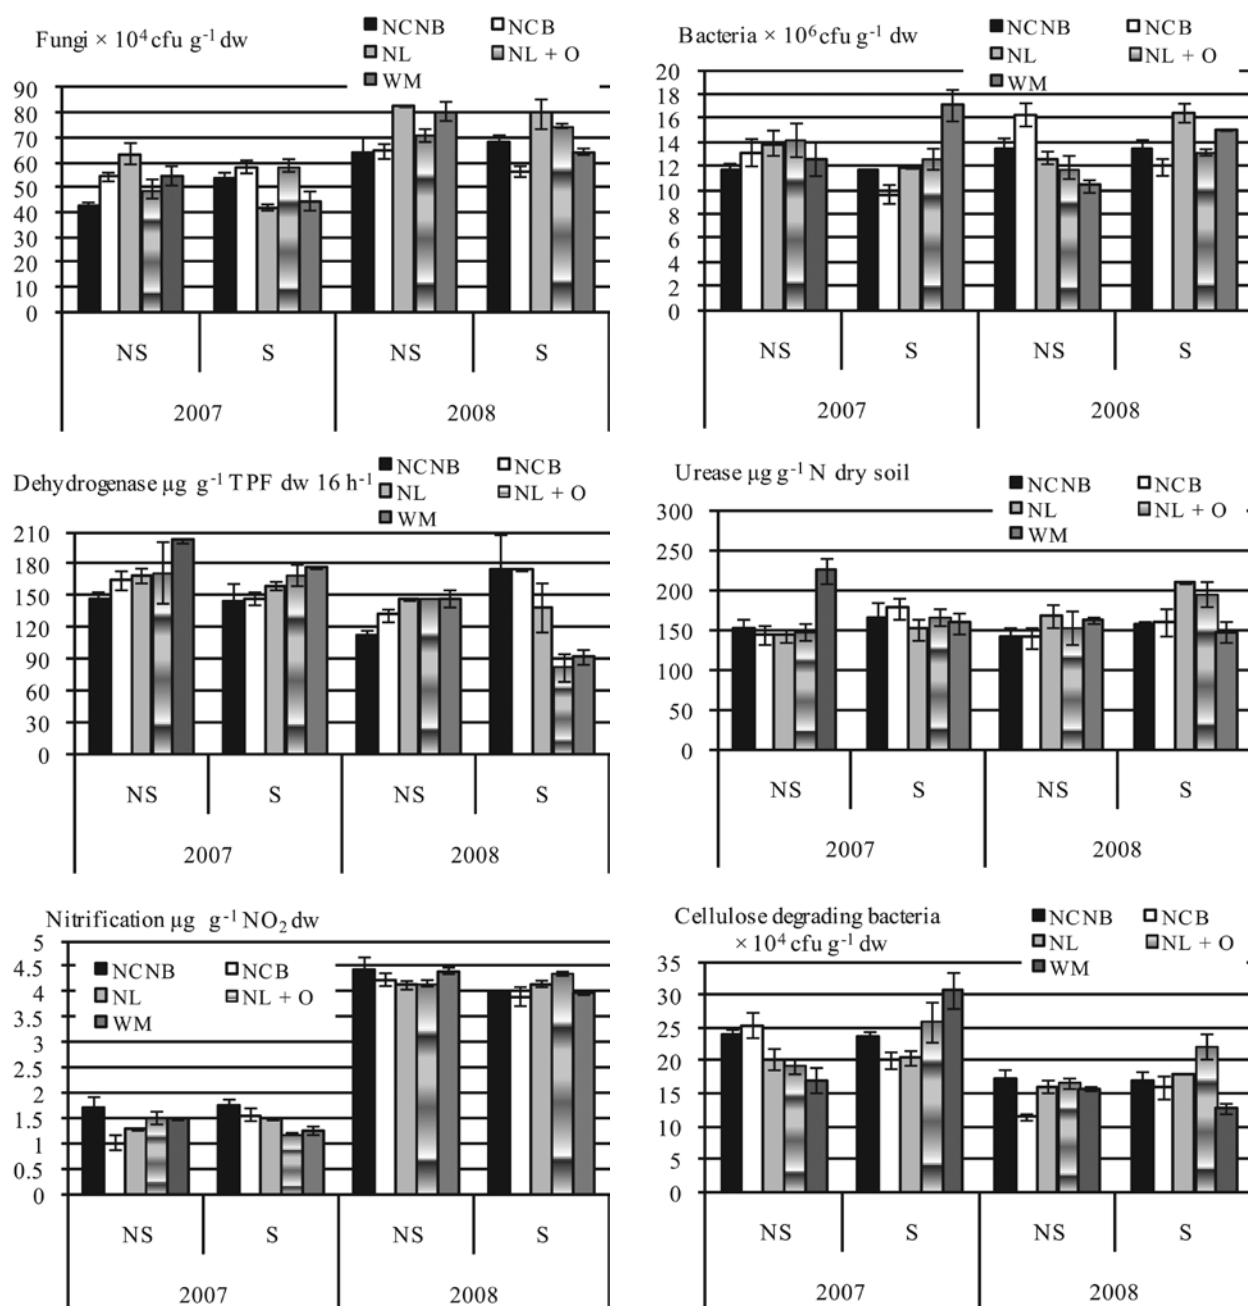 Fungi × 10⁴ cfu g⁻¹ dw
NCNB NCB
NL NL + O
WM
90
80
70
60
50
40
30
20
10
0
NS S NS S
2007 2008
Bacteria × 10⁶ cfu g⁻¹ dw
NCNB NCB
NL NL + O
WM
20
18
16
14
12
10
8
6
4
2
0
NS S NS S
2007 2008
Dehydrogenase µg g⁻¹ TPF dw 16 h⁻¹
NCNB NCB
NL NL + O
WM
210
180
150
120
90
60
30
0
NS S NS S
2007 2008
Urease µg g⁻¹ N dry soil
NCNB NCB
NL NL + O
WM
300
250
200
150
100
50
0
NS S NS S
2007 2008
Nitrification µg g⁻¹ NO₂ dw
NCNB NCB
NL NL + O
WM
5
4.5
4
3.5
3
2.5
2
1.5
1
0.5
0
NS S NS S
2007 2008
Cellulose degrading bacteria
× 10⁴ cfu g⁻¹ dw
NCNB NCB
NL NL + O
WM
35
30
25
20
15
10
5
0
NS S NS S
2007 2008